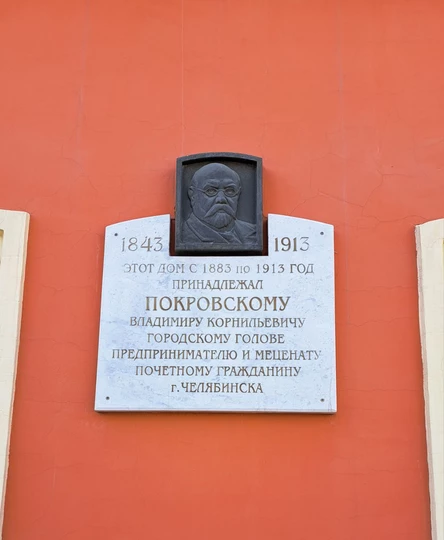 1843 1913
ЭТОТ ДОМ С 1883 ПО 1913 ГОД
ПРИНАДЛЕЖАЛ
ПОКРОВСКОМУ
ВЛАДИМИРУ КОРНИЛЬЕВИЧУ
ГОРОДСКОМУ ГОЛОВЕ
ПРЕДПРИНИМАТЕЛЮ И МЕЦЕНАТУ
ПОЧЕТНОМУ ГРАЖДАНИНУ
г. ЧЕЛЯБИНСКА